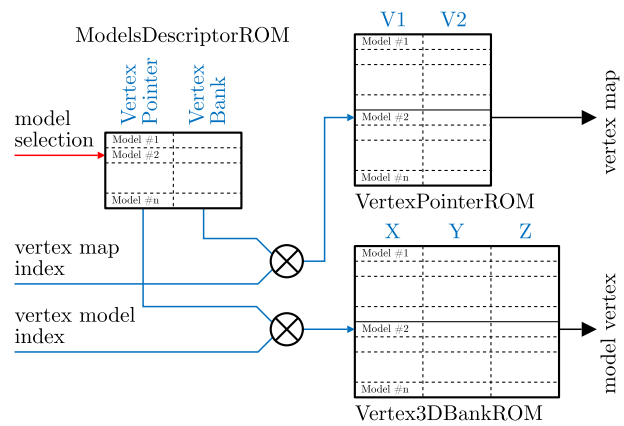 ModelsDescriptorROM
Vertex
Pointer
Vertex
Bank
model
selection
Model #1
Model #2
Model #n
vertex map
index
vertex model
index
V1 V2
Model #1
Model #2
Model #n
VertexPointerROM
vertex map
X Y Z
Model #1
Model #2
Model #n
Vertex3DBankROM
model vertex